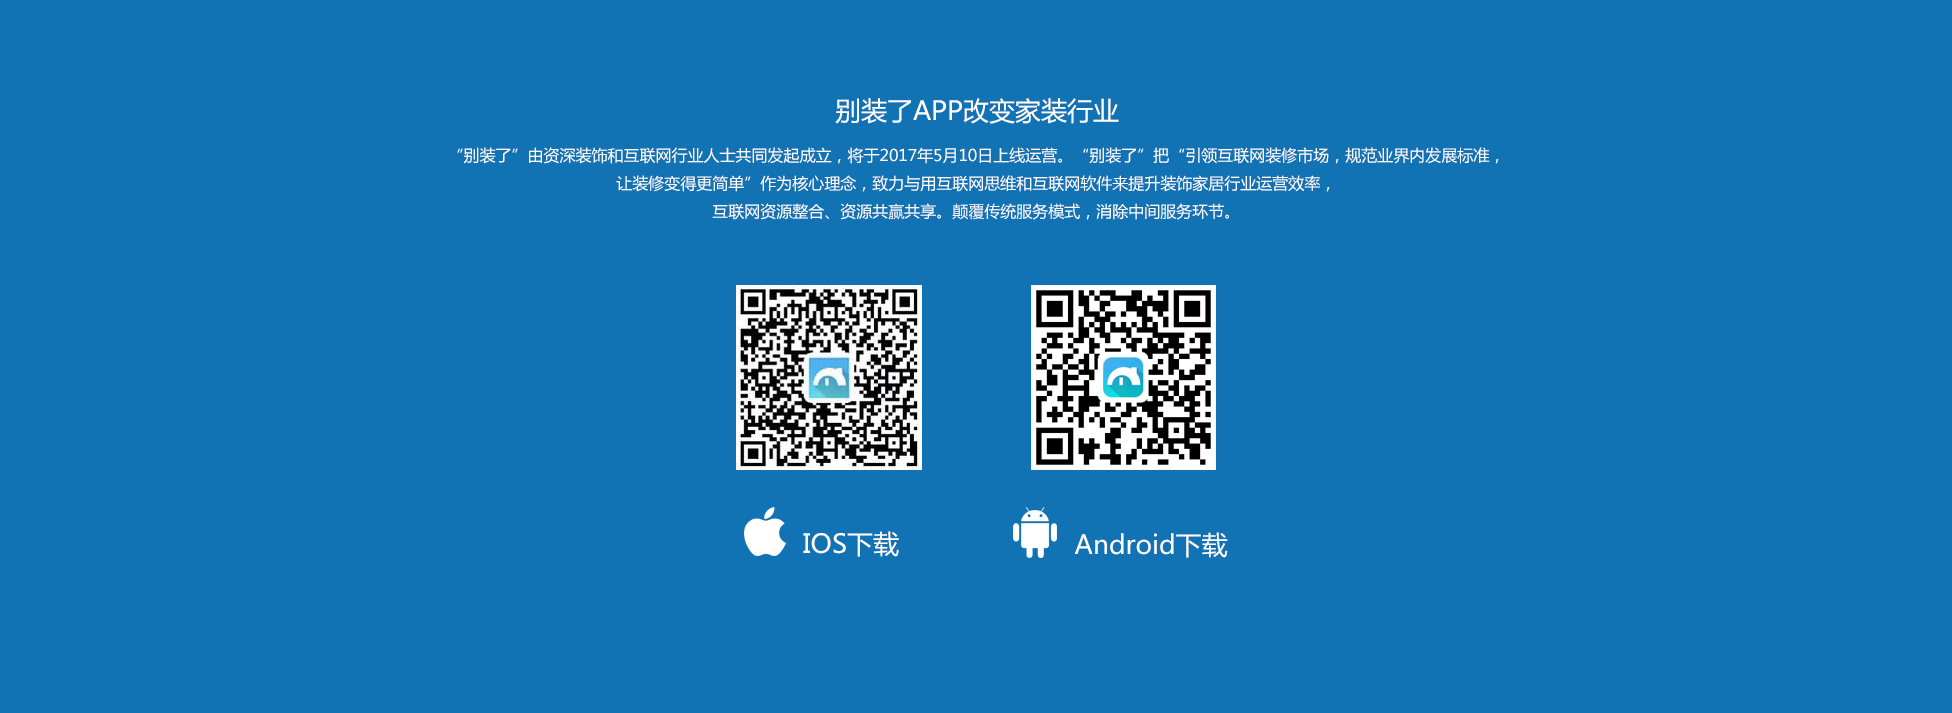 别装了APP改变家装行业
“别装了”由资深装饰和互联网行业人士共同发起成立，将于2017年5月10日上线运营。“别装了”把“引领互联网装修市场，规范业界内发展标准，
让装修变得更简单”作为核心理念，致力与用互联网思维和互联网软件来提升装饰家居行业运营效率，
互联网资源整合、资源共赢共享。颠覆传统服务模式，消除中间服务环节。
IOS下载
Android下载